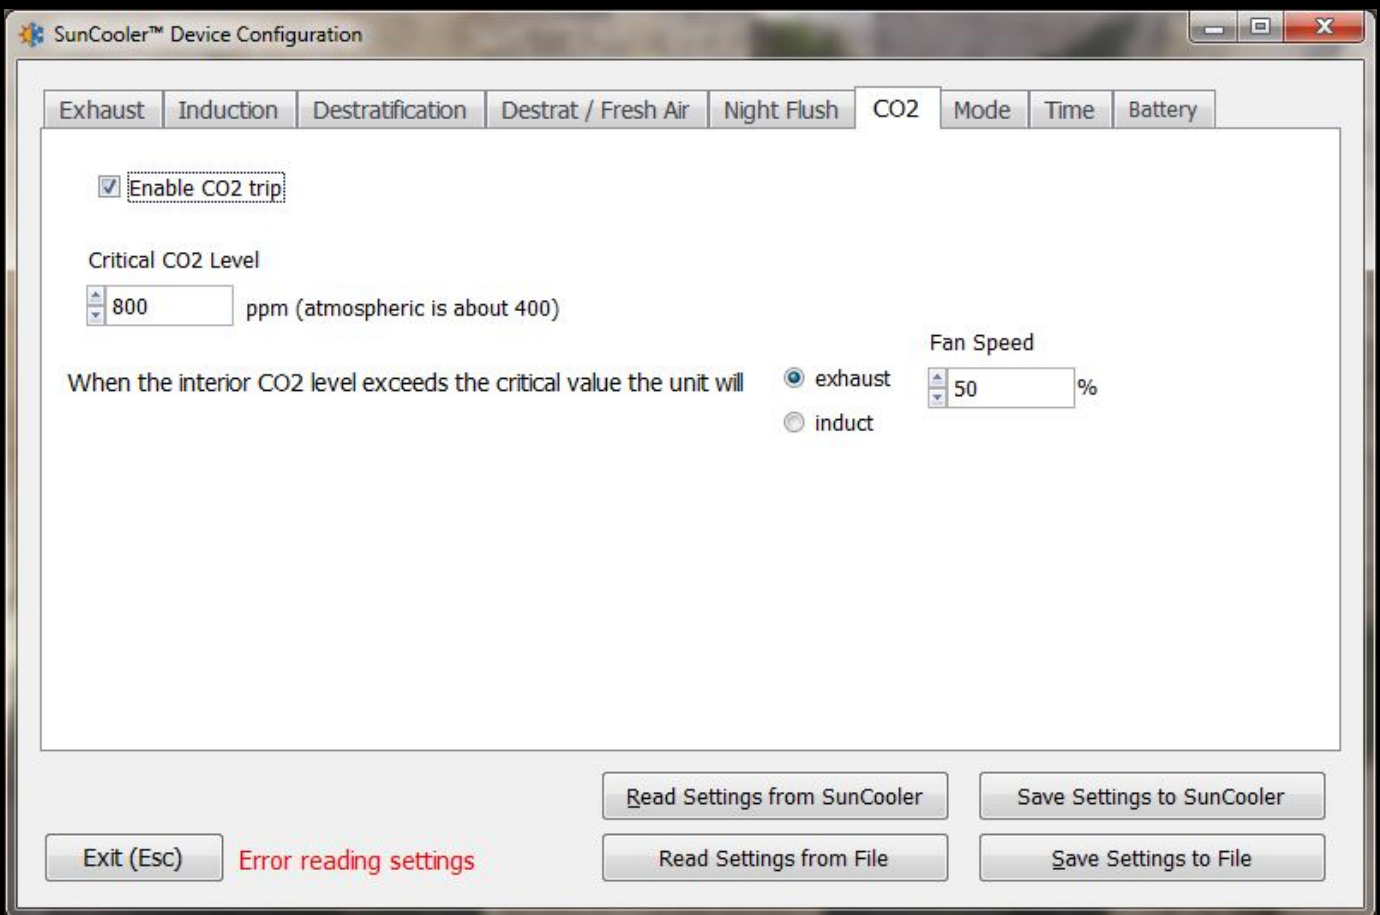 SunCooler™ Device Configuration
Exhaust Induction Destratification Destrat / Fresh Air Night Flush CO2 Mode Time Battery
Enable CO2 trip
Critical CO2 Level
800 ppm (atmospheric is about 400)
Fan Speed
When the interior CO2 level exceeds the critical value the unit will exhaust 50 %
induct
Read Settings from SunCooler Save Settings to SunCooler
Exit (Esc) Error reading settings Read Settings from File Save Settings to File